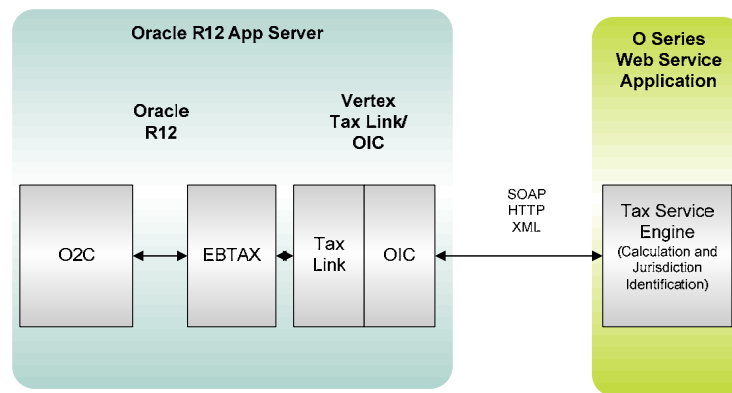 Oracle R12 App Server
Oracle
R12
Vertex
Tax Link/
OIC
O2C
EBTAX
Tax
Link
OIC
SOAP
HTTP
XML
O Series
Web Service
Application
Tax Service
Engine
(Calculation and
Jurisdiction
Identification)